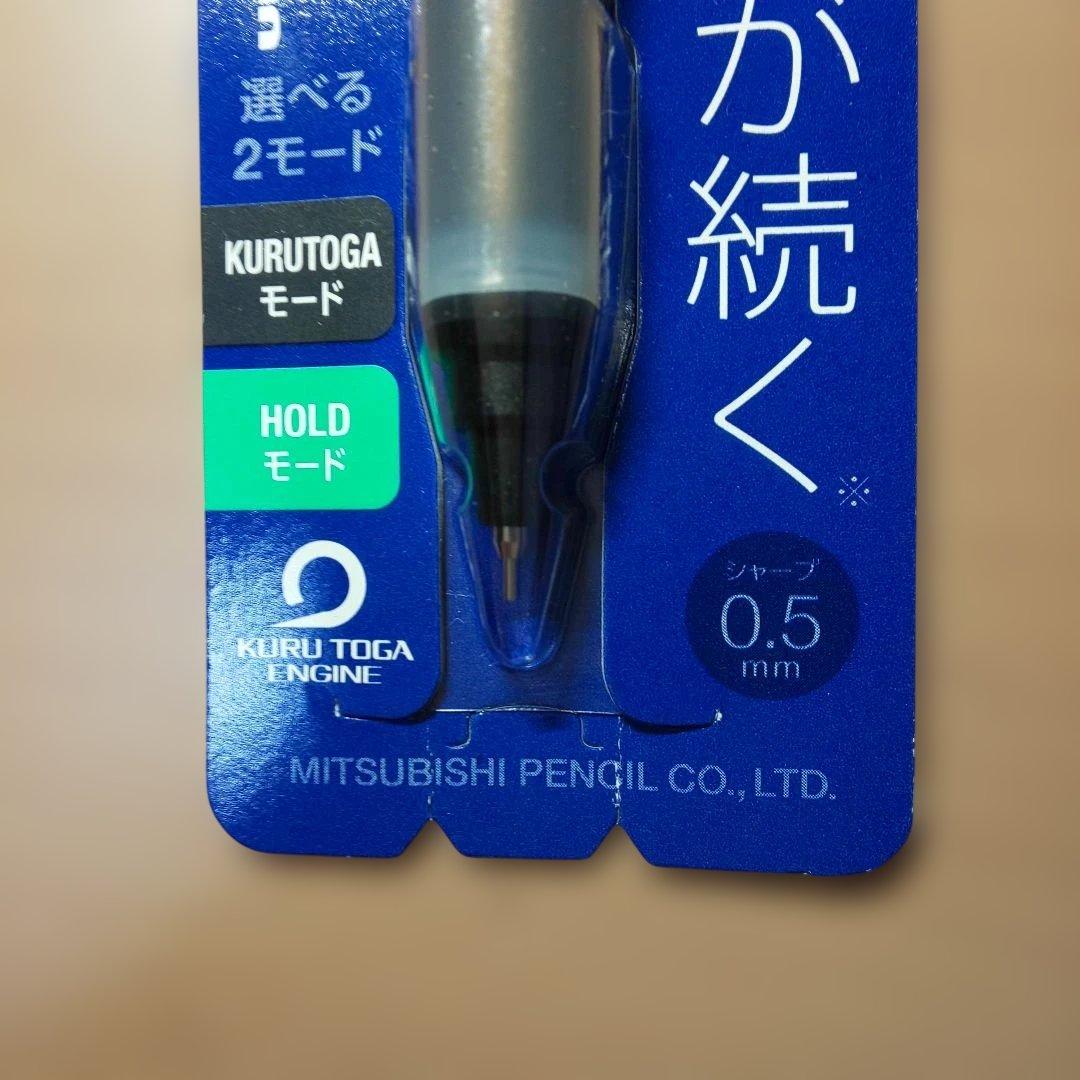 選べる
2モード
KURUTOGA
モード
HOLD
モード
KURU TOGA
ENGINE
が続く※
シャープ
0.5
mm
MITSUBISHI PENCIL CO., LTD.